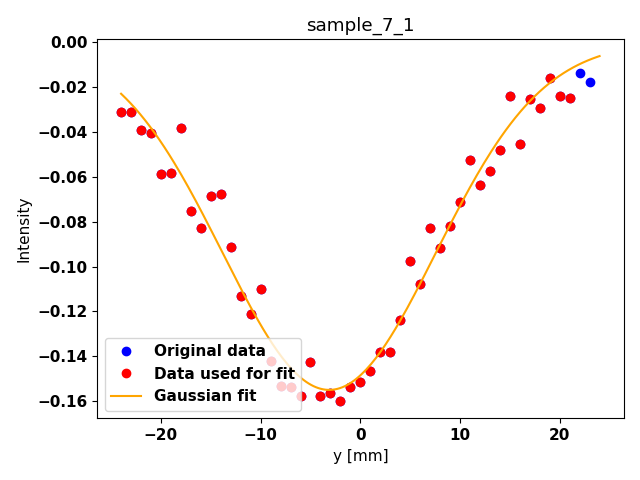 sample_7_1
0.00
−0.02
−0.04
−0.06
−0.08
−0.10
−0.12
−0.14
−0.16
Intensity
Original data
Data used for fit
Gaussian fit
−20
−10
0
10
20
y [mm]